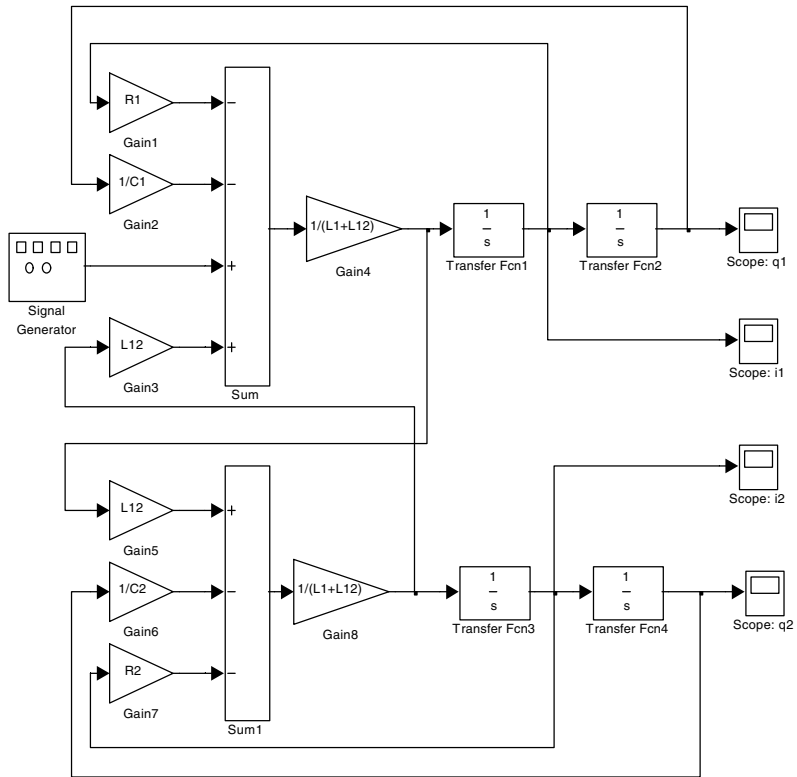 R1
−
Gain1
1/C1
−
Gain2
1/(L1+L12)
Gain4
1
s
Transfer Fcn1
1
s
Transfer Fcn2
Scope: q1
+
Signal
Generator
L12
+
Gain3
Sum
Scope: i1
Scope: i2
L12
+
Gain5
1/C2
−
Gain6
1/(L1+L12)
Gain8
1
s
Transfer Fcn3
1
s
Transfer Fcn4
Scope: q2
R2
−
Gain7
Sum1